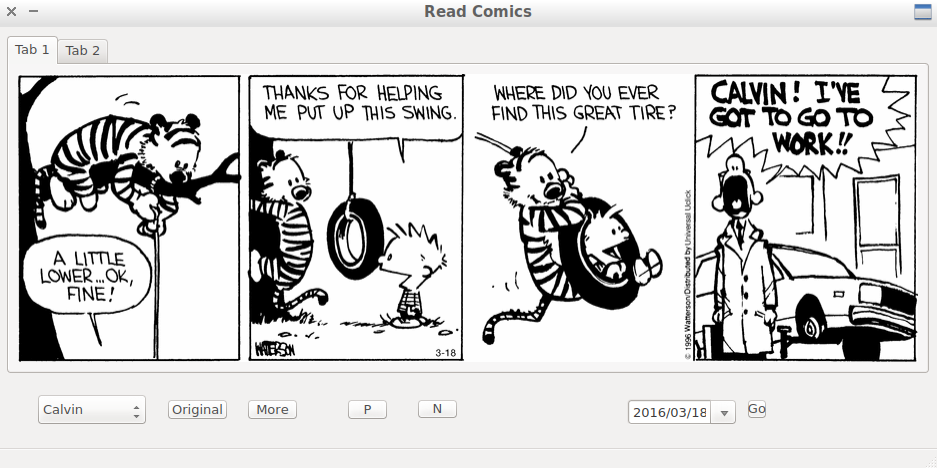 Read Comics
Tab 1
Tab 2
A LITTLE
LOWER...OK,
FINE!
THANKS FOR HELPING
ME PUT UP THIS SWING.
WATTERSON
3-18
WHERE DID YOU EVER
FIND THIS GREAT TIRE?
© 1996 Watterson/Distributed by Universal Uclick
CALVIN! I'VE
GOT TO GO TO
WORK!!
Calvin
Original
More
P
N
2016/03/18
Go